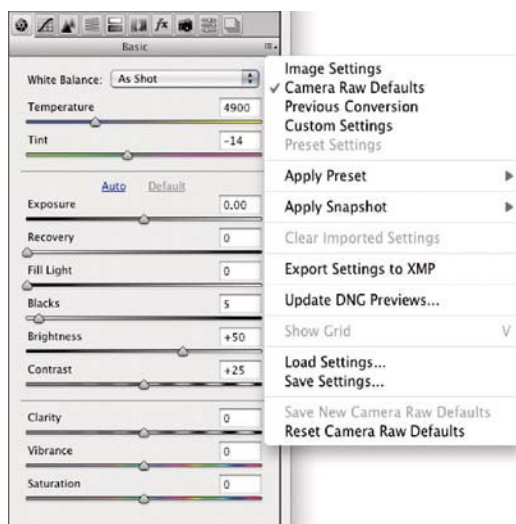 fx
Basic
White Balance: As Shot
Temperature 4900
Tint -14
Auto Default
Exposure 0.00
Recovery 0
Fill Light 0
Blacks 5
Brightness +50
Contrast +25
Clarity 0
Vibrance 0
Saturation 0
Image Settings
✓ Camera Raw Defaults
Previous Conversion
Custom Settings
Preset Settings
Apply Preset
Apply Snapshot
Clear Imported Settings
Export Settings to XMP
Update DNG Previews...
Show Grid V
Load Settings...
Save Settings...
Save New Camera Raw Defaults
Reset Camera Raw Defaults